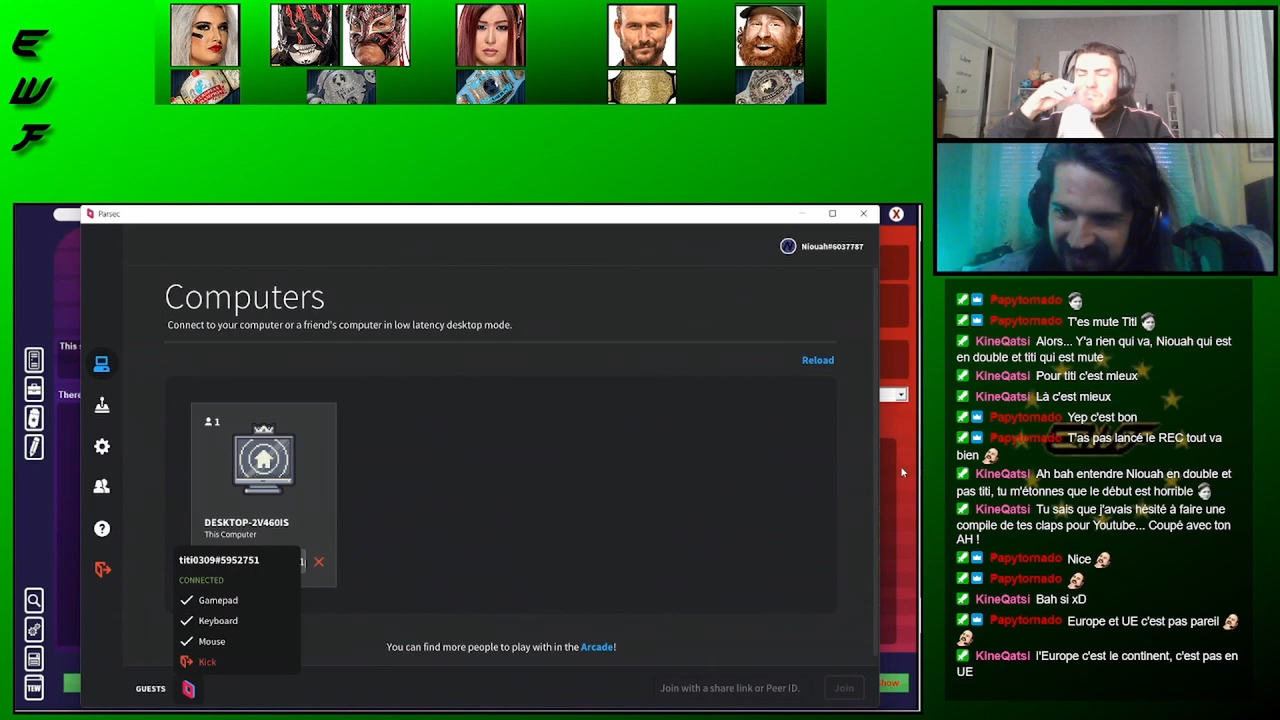 E
W
F
Parsec
X
Niouah#6037787
Computers
Connect to your computer or a friend's computer in low latency desktop mode.
Reload
This
There
1
DESKTOP-2V460IS
This Computer
titi0309#5952751
CONNECTED
Gamepad
Keyboard
Mouse
Kick
You can find more people to play with in the Arcade!
GUESTS
Join with a share link or Peer ID.
Join
how
TEW
Papytornado
Papytornado T'es mute Titi
KineQatsi Alors... Y'a rien qui va, Niouah qui est
en double et titi qui est mute
KineQatsi Pour titi c'est mieux
KineQatsi Là c'est mieux
Papytornado Yep c'est bon
Papytornado T'as pas lancé le REC tout va
bien
KineQatsi Ah bah entendre Niouah en double et
pas titi, tu m'étonnes que le début est horrible
KineQatsi Tu sais que j'avais hésité à faire une
compile de tes claps pour Youtube... Coupé avec ton
AH !
Papytornado Nice
Papytornado
KineQatsi Bah si xD
Papytornado Europe et UE c'est pas pareil
KineQatsi l'Europe c'est le continent, c'est pas en
UE